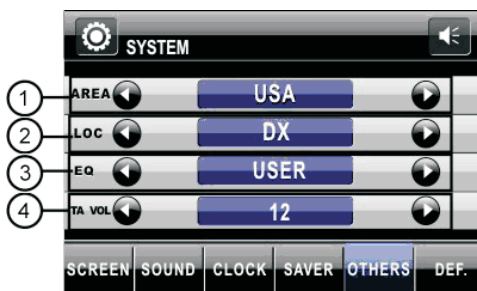 SYSTEM
1 AREA USA
2 LOC DX
3 EQ USER
4 TA VOL 12
SCREEN SOUND CLOCK SAVER OTHERS DEF.